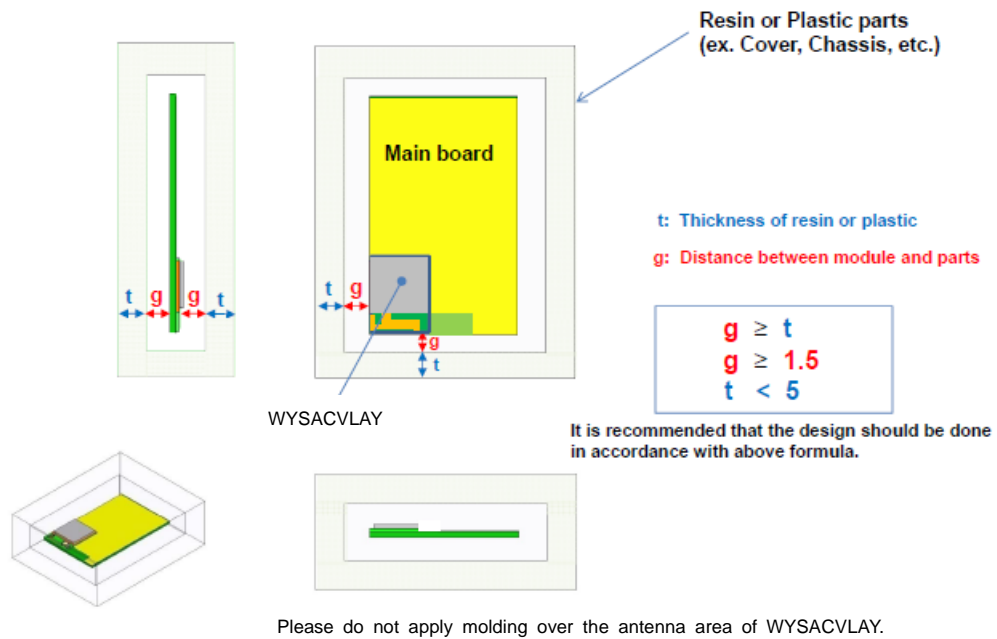 Resin or Plastic parts
(ex. Cover, Chassis, etc.)
Main board
t: Thickness of resin or plastic
g: Distance between module and parts
t g g t
t g
g
t
g ≥ t
g ≥ 1.5
t < 5
WYSACVLAY
It is recommended that the design should be done
in accordance with above formula.
Please do not apply molding over the antenna area of WYSACVLAY.